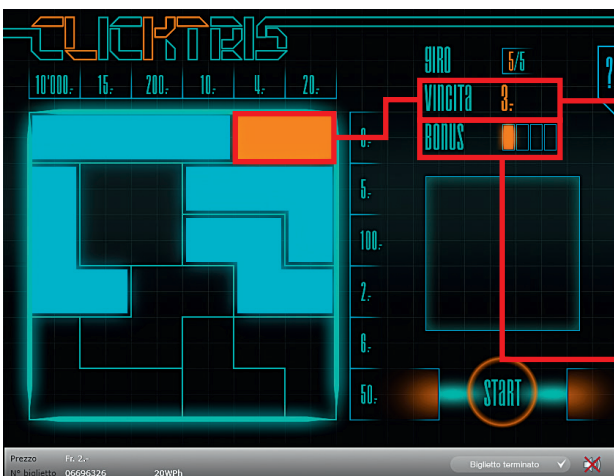 CLICKTRIS
10'000.- 15.- 200.- 10.- 4.- 20.-
GIRO 5/5
?
VINCITA 3.-
BONUS
5.-
100.-
2.-
6.-
50.-
START
Prezzo Fr. 2.-
N° biglietto 06696326 20WPh
Biglietto terminato